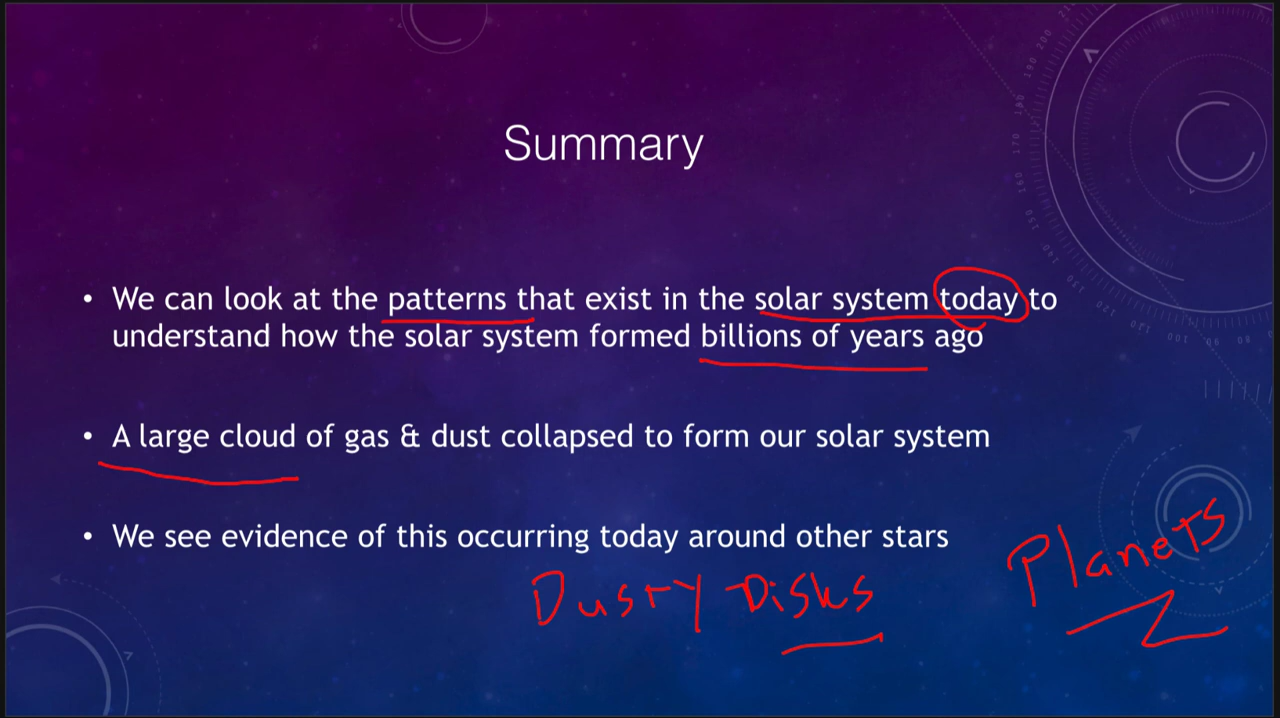 Summary
• We can look at the patterns that exist in the solar system today to
understand how the solar system formed billions of years ago
• A large cloud of gas & dust collapsed to form our solar system
• We see evidence of this occurring today around other stars
Dusty Disks
Planets